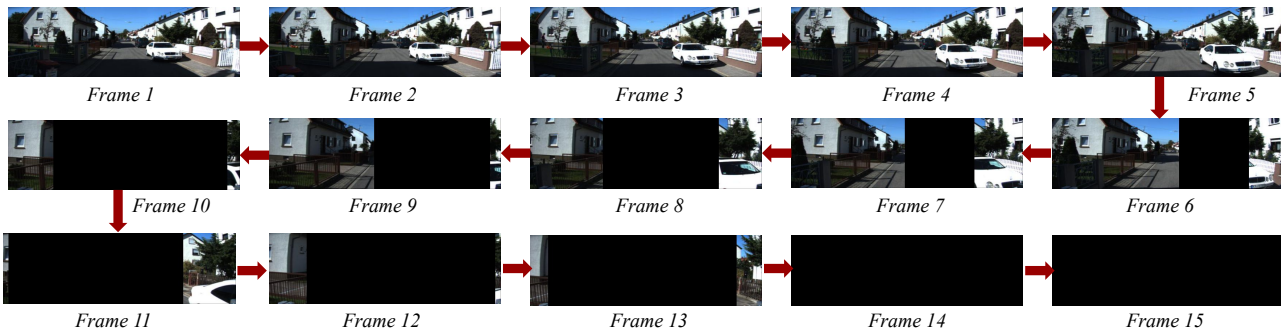 Frame 1
Frame 2
Frame 3
Frame 4
Frame 5
Frame 10
Frame 9
Frame 8
Frame 7
Frame 6
Frame 11
Frame 12
Frame 13
Frame 14
Frame 15